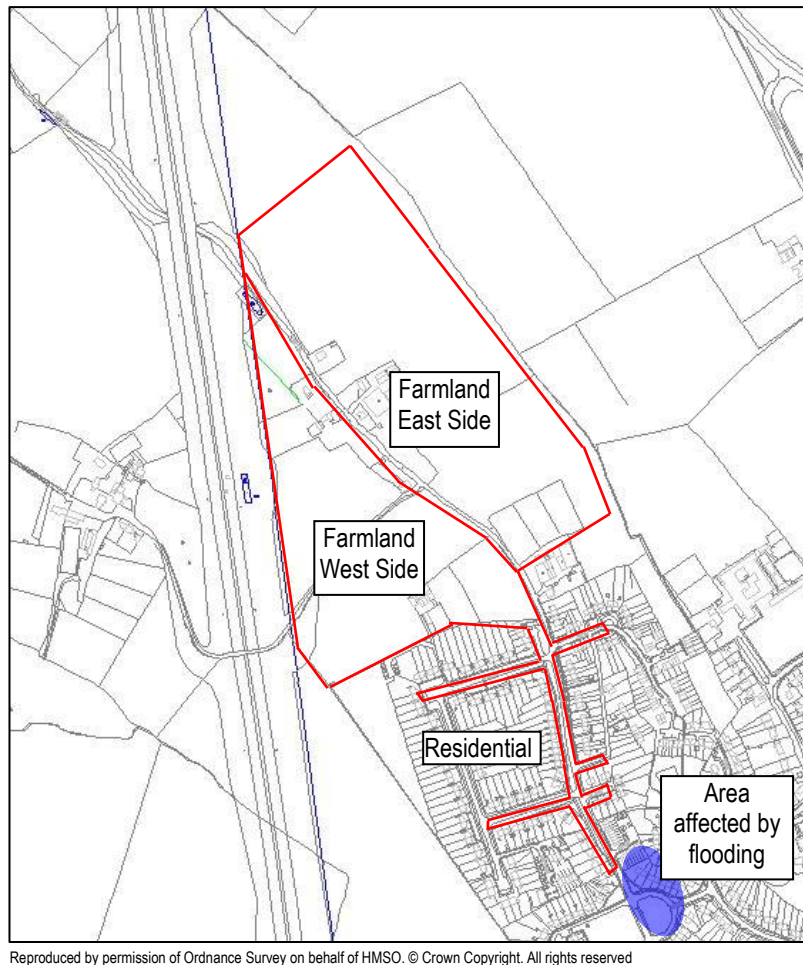 Farmland
East Side
Farmland
West Side
Residential
Area
affected by
flooding
Reproduced by permission of Ordnance Survey on behalf of HMSO. © Crown Copyright. All rights reserved